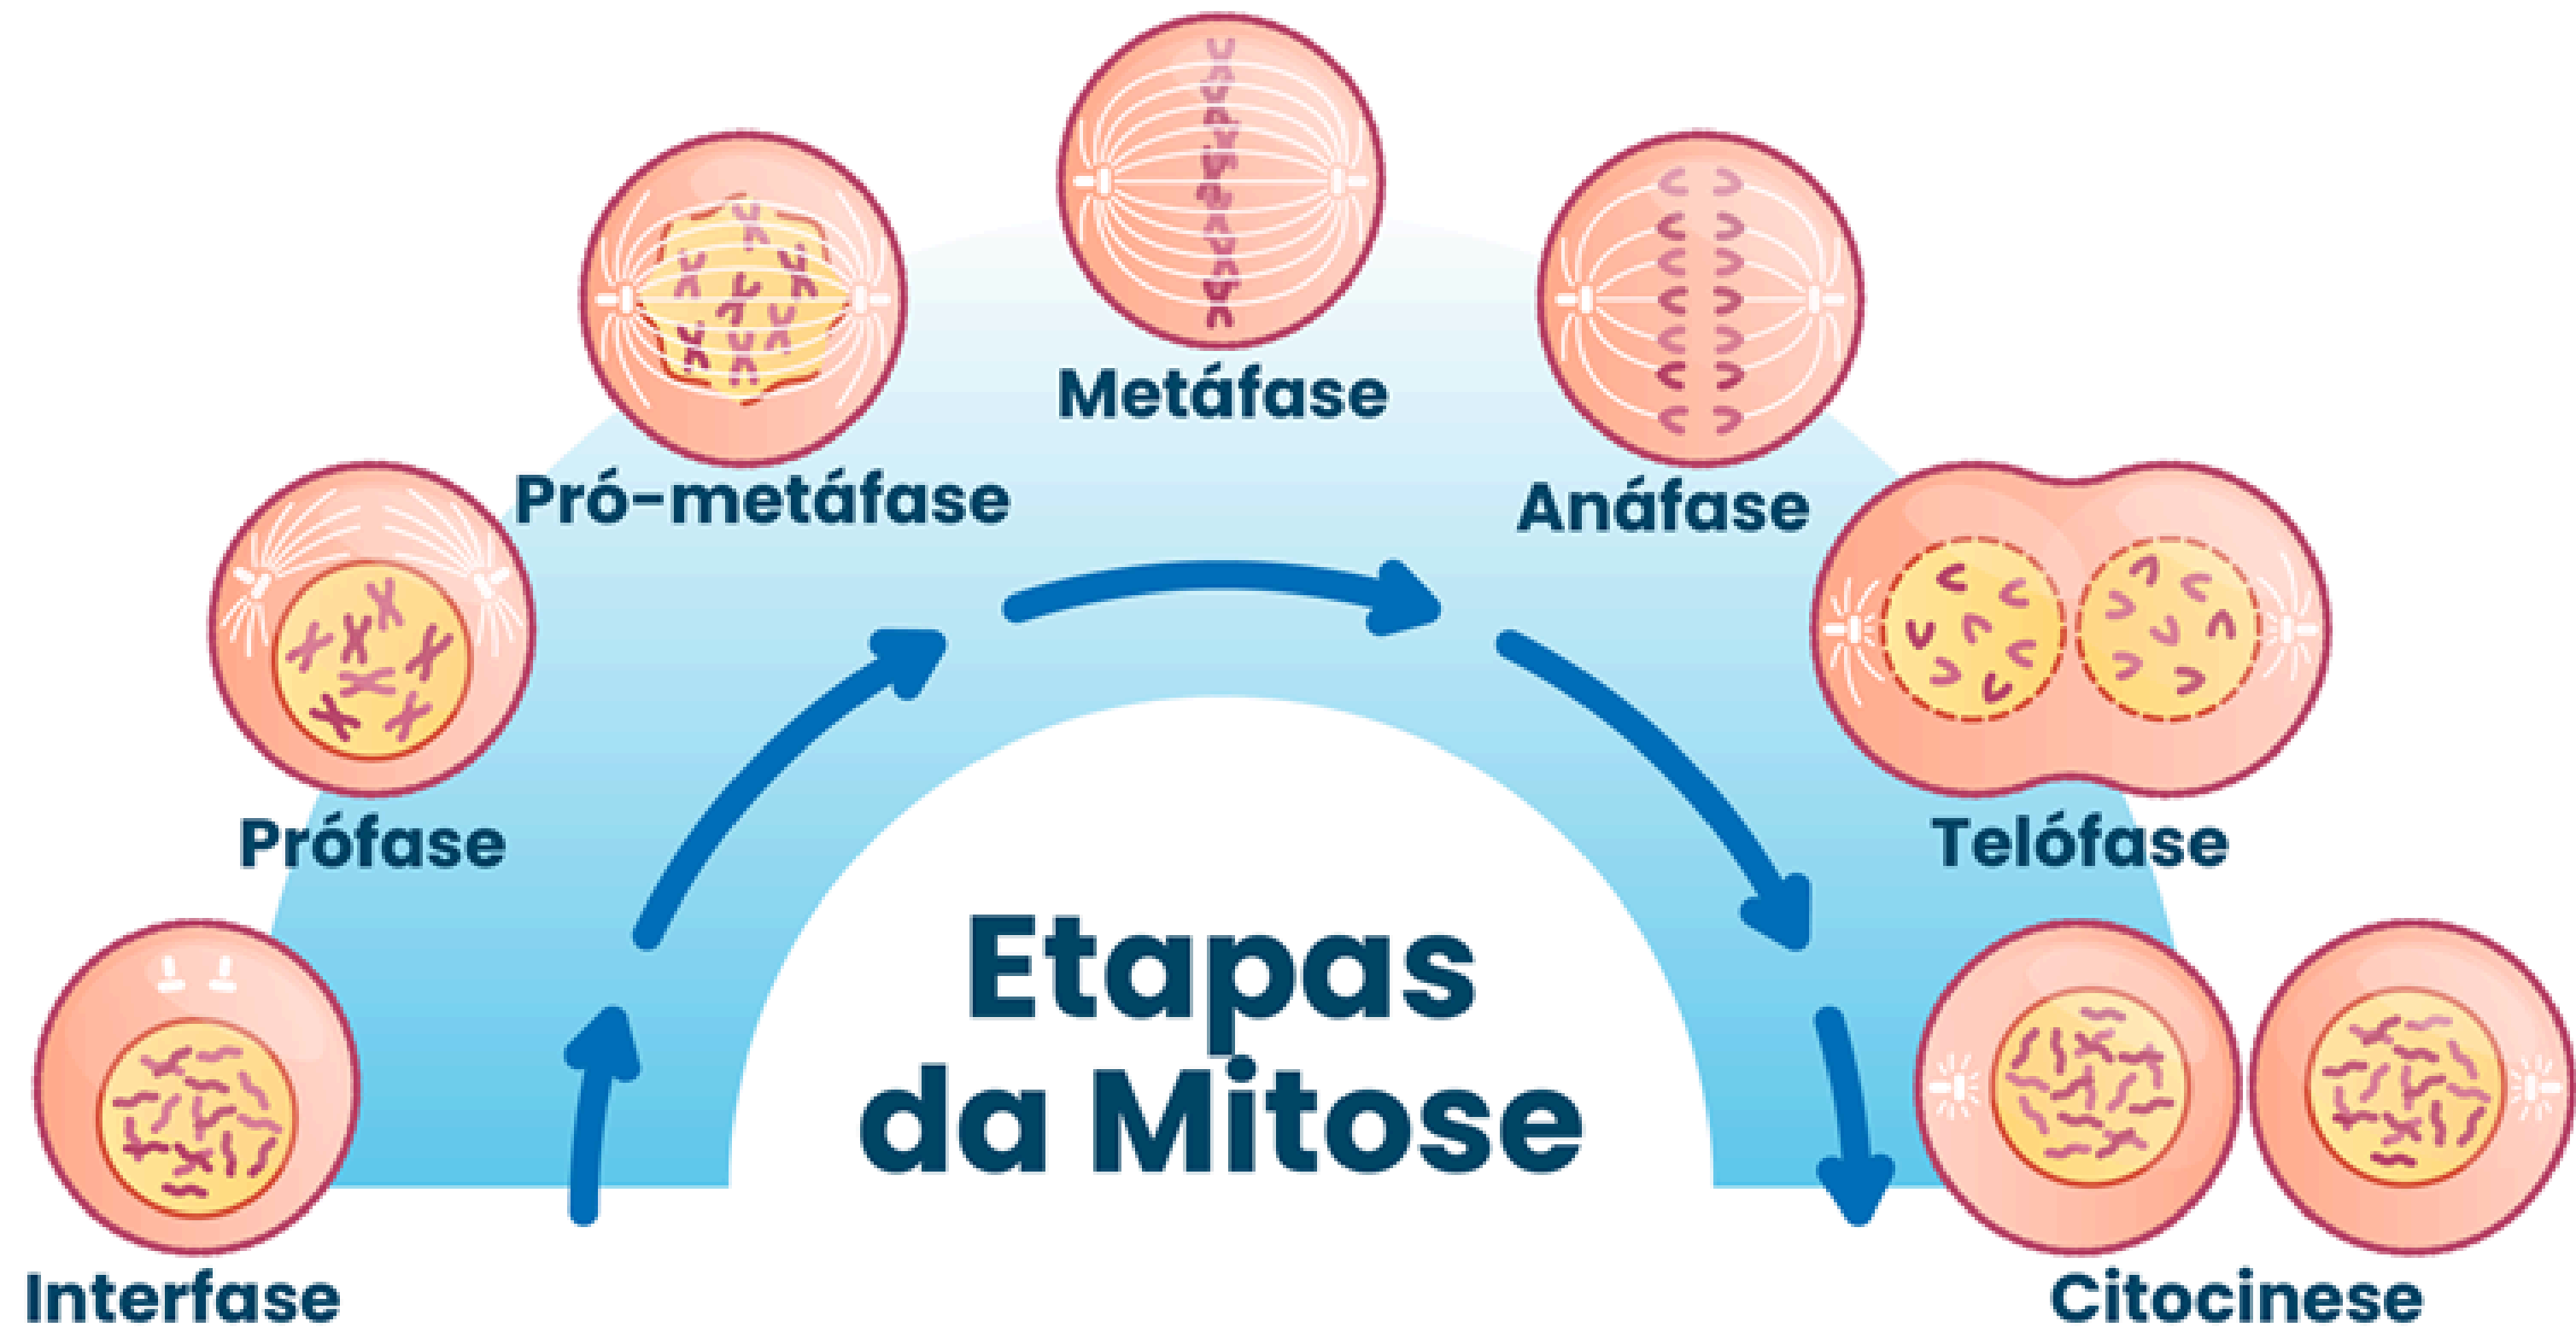 Interfase
Prófase
Pró-metáfase
Metáfase
Anáfase
Telófase
Citocinese
Etapas
da Mitose